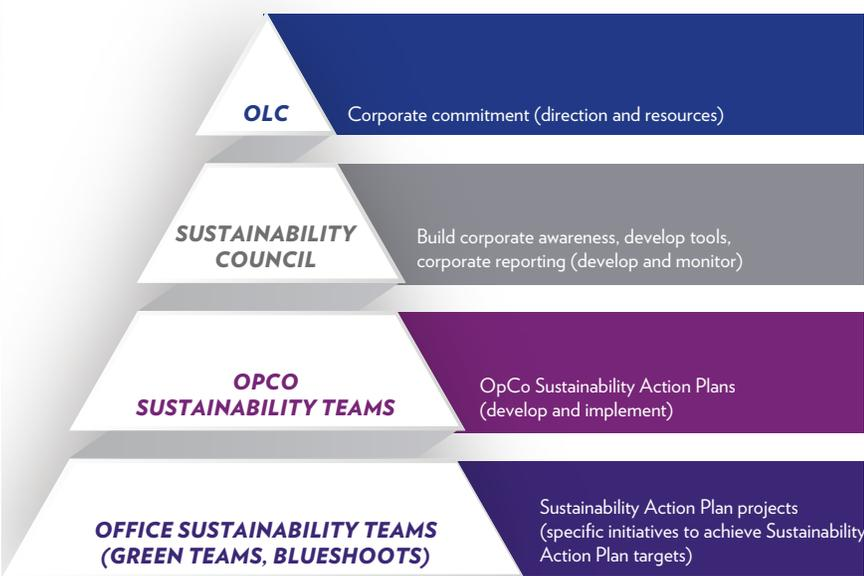 OLC
Corporate commitment (direction and resources)
SUSTAINABILITY
COUNCIL
Build corporate awareness, develop tools,
corporate reporting (develop and monitor)
OPCO
SUSTAINABILITY TEAMS
OpCo Sustainability Action Plans
(develop and implement)
OFFICE SUSTAINABILITY TEAMS
(GREEN TEAMS, BLUESHOOTS)
Sustainability Action Plan projects
(specific initiatives to achieve Sustainability
Action Plan targets)